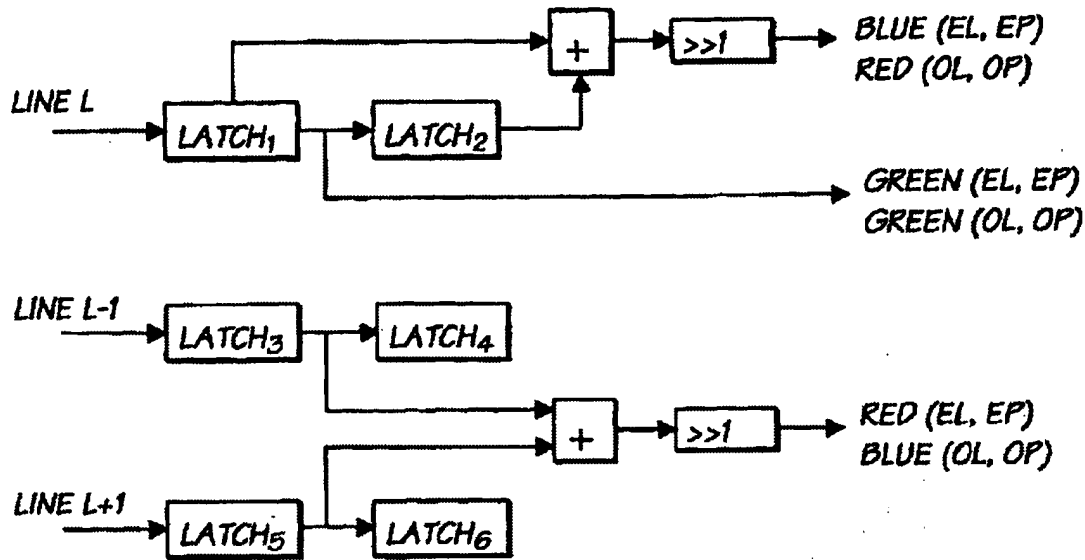 BLUE (EL, EP)
RED (OL, OP)
+
>>1
LINE L
LATCH₁
LATCH₂
GREEN (EL, EP)
GREEN (OL, OP)
LINE L-1
LATCH₃
LATCH₄
+
>>1
RED (EL, EP)
BLUE (OL, OP)
LINE L+1
LATCH₅
LATCH₆